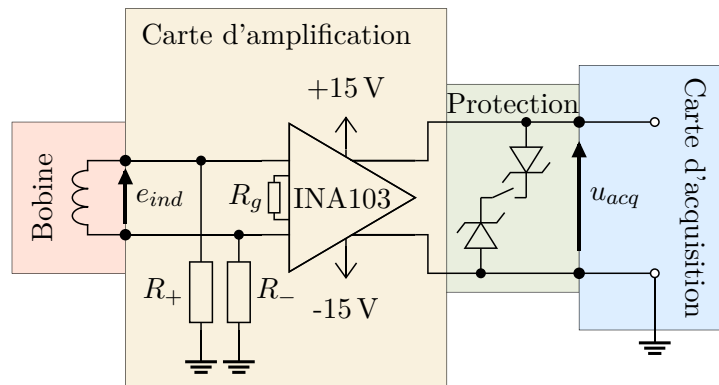 Carte d'amplification
+15 V
Protection
Carte d'acquisition
Bobine
e_ind
R_g
INA103
u_acq
R_+
R_−
-15 V